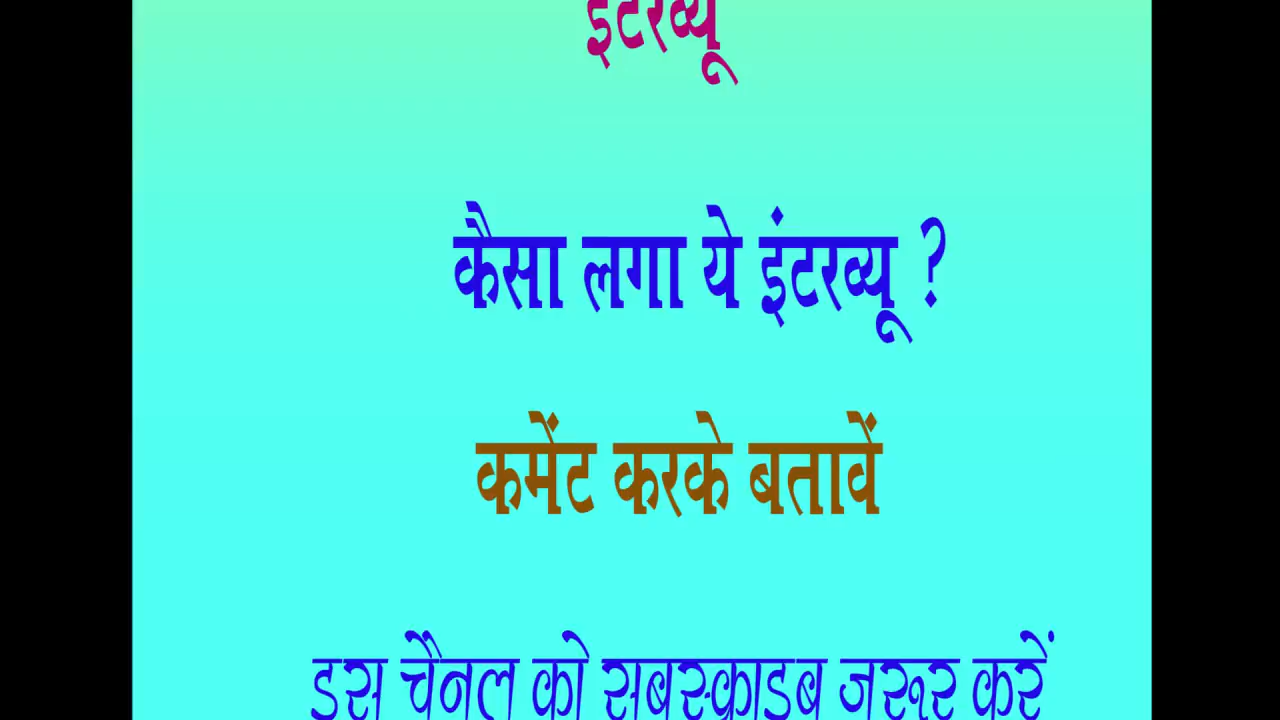 इंटरव्यू
कैसा लगा ये इंटरव्यू ?
कमेंट करके बतावें
इस चैनल को सबस्क्राइब जरूर करें